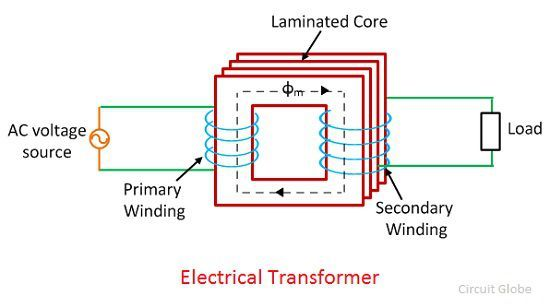 Laminated Core
ϕm
AC voltage
source
Load
Primary
Winding
Secondary
Winding
Electrical Transformer
Circuit Globe